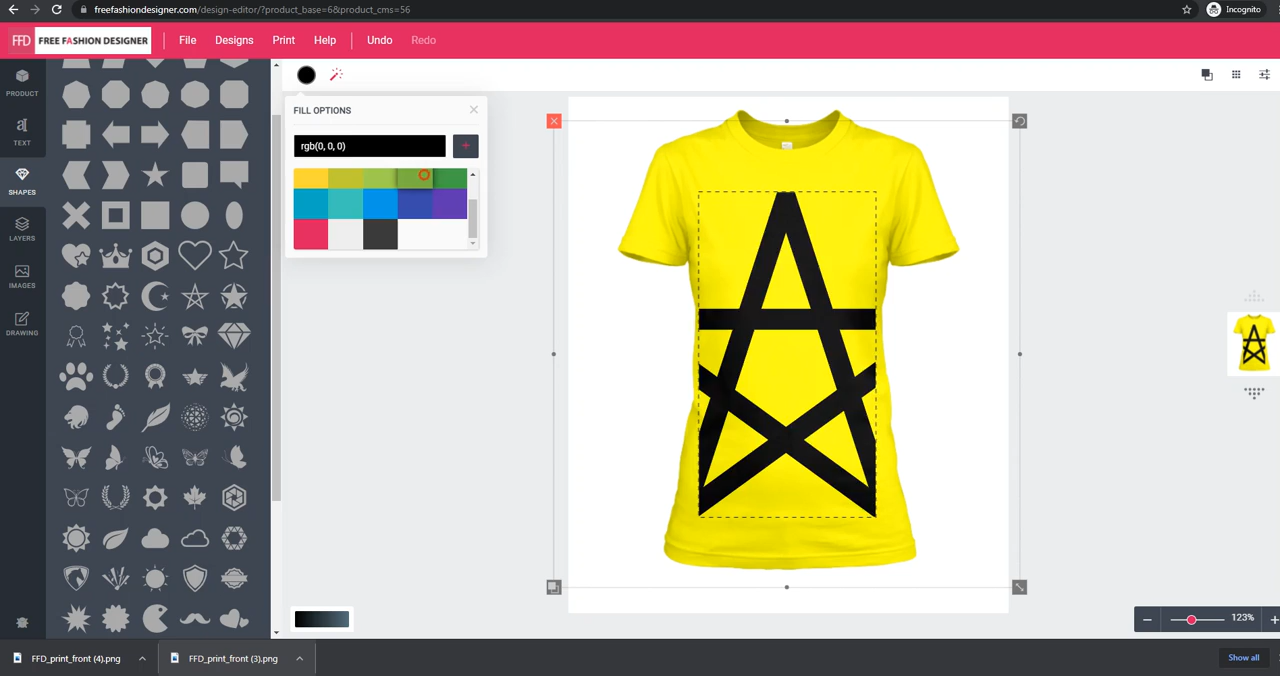 freefashiondesigner.com/design-editor/?product_base=6&product_cms=56
Incognito
FFD FREE FASHION DESIGNER File Designs Print Help Undo Redo
PRODUCT
TEXT
SHAPES
LAYERS
IMAGES
DRAWING
FILL OPTIONS
rgb(0, 0, 0)
123%
FFD_print_front (4).png
FFD_print_front (3).png
Show all